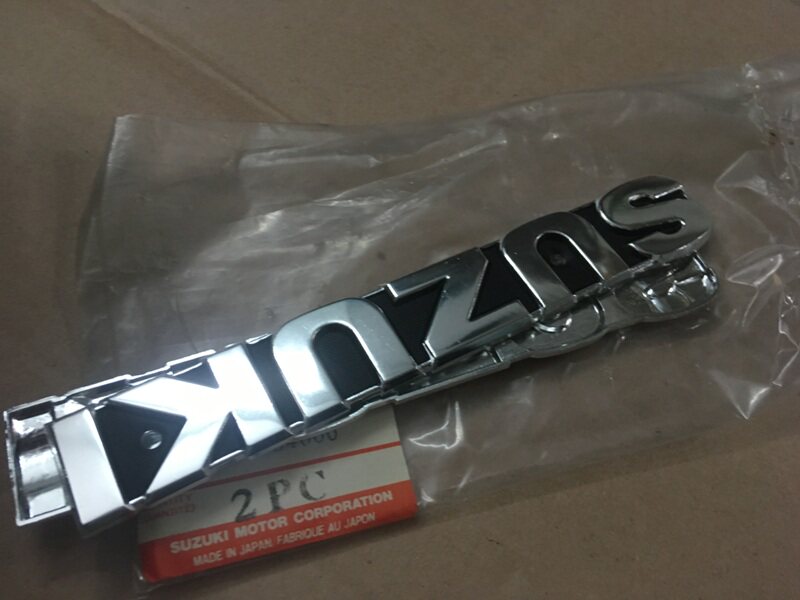 SUZUKI
2PC
SUZUKI MOTOR CORPORATION
MADE IN JAPAN, FABRIQUE AU JAPON